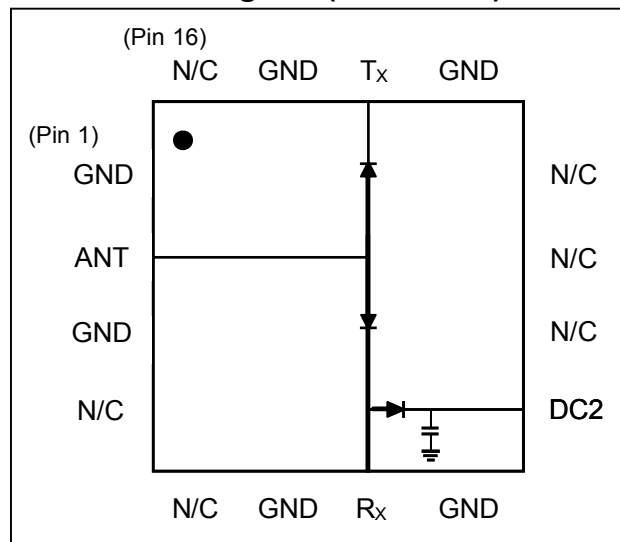 (Pin 16)
N/C GND TX GND
(Pin 1)
GND N/C
ANT N/C
GND N/C
N/C DC2
N/C GND RX GND